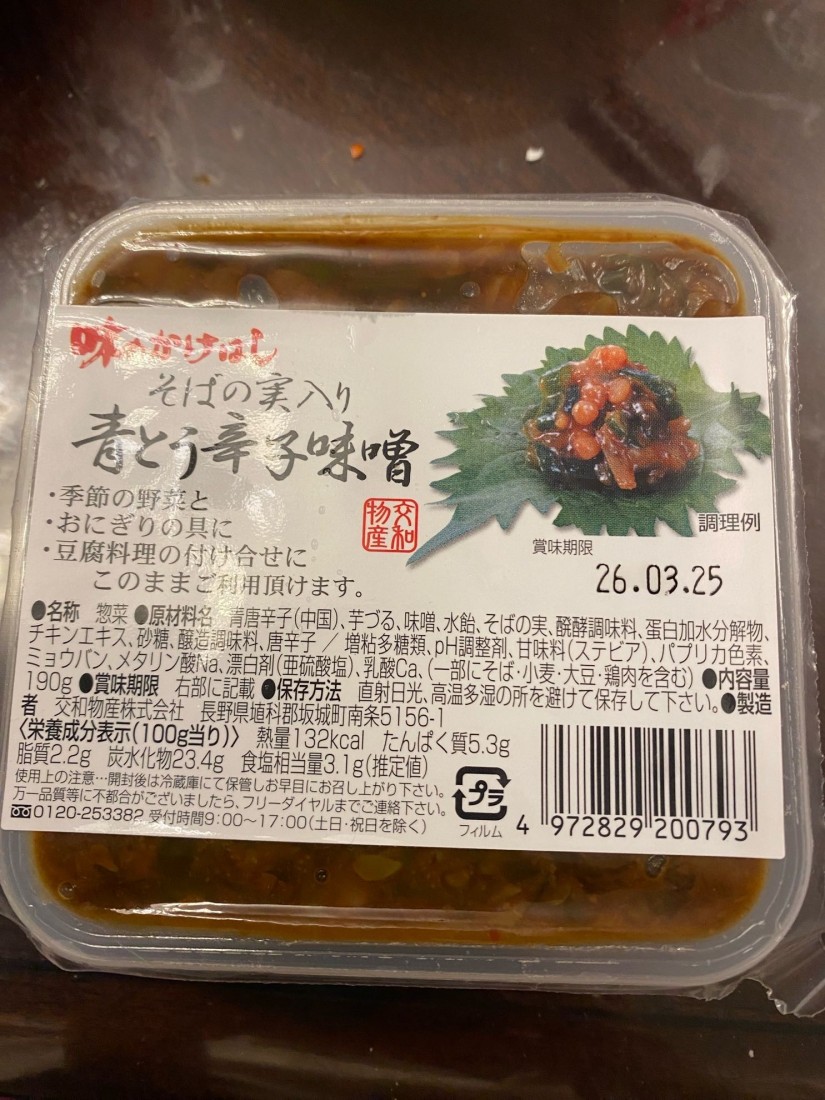 味のかけはし
そばの実入り
青とう辛子味噌
・季節の野菜と
・おにぎりの具に
・豆腐料理の付け合せに
このままご利用頂けます。
交和物産
調理例
賞味期限
26.03.25
●名称 惣菜 ●原材料名 青唐辛子(中国)、芋づる、味噌、水飴、そばの実、醗酵調味料、蛋白加水分解物、
チキンエキス、砂糖、醸造調味料、唐辛子／増粘多糖類、pH調整剤、甘味料(ステビア)、パプリカ色素、
ミョウバン、メタリン酸Na、漂白剤(亜硫酸塩)、乳酸Ca、(一部にそば・小麦・大豆・鶏肉を含む) ●内容量
190g ●賞味期限 右部に記載 ●保存方法 直射日光、高温多湿の所を避けて保存して下さい。●製造
者 交和物産株式会社 長野県埴科郡坂城町南条5156-1
〈栄養成分表示(100g当り)〉 熱量132kcal たんぱく質5.3g
脂質2.2g 炭水化物23.4g 食塩相当量3.1g(推定値)
使用上の注意…開封後は冷蔵庫にて保管しお早目にお召し上がり下さい。
万一品質等に不都合がございましたら、フリーダイヤルまでご連絡下さい。
0120-253382 受付時間9:00～17:00(土日・祝日を除く)
プラ
フィルム
4 972829 200793